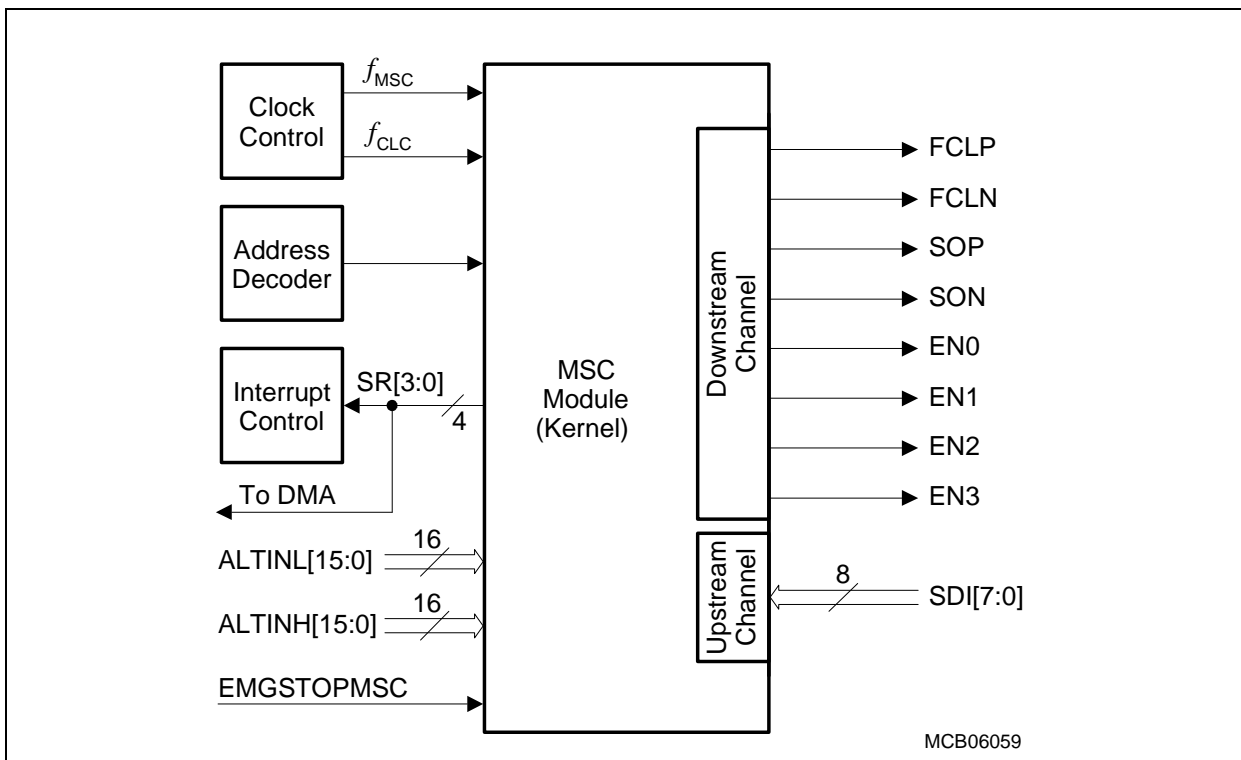 Clock
Control
fMSC
fCLC
Address
Decoder
Interrupt
Control
SR[3:0]
4
To DMA
ALTINL[15:0]
16
ALTINH[15:0]
16
EMGSTOPMSC
MSC
Module
(Kernel)
Downstream
Channel
Upstream
Channel
FCLP
FCLN
SOP
SON
EN0
EN1
EN2
EN3
8
SDI[7:0]
MCB06059